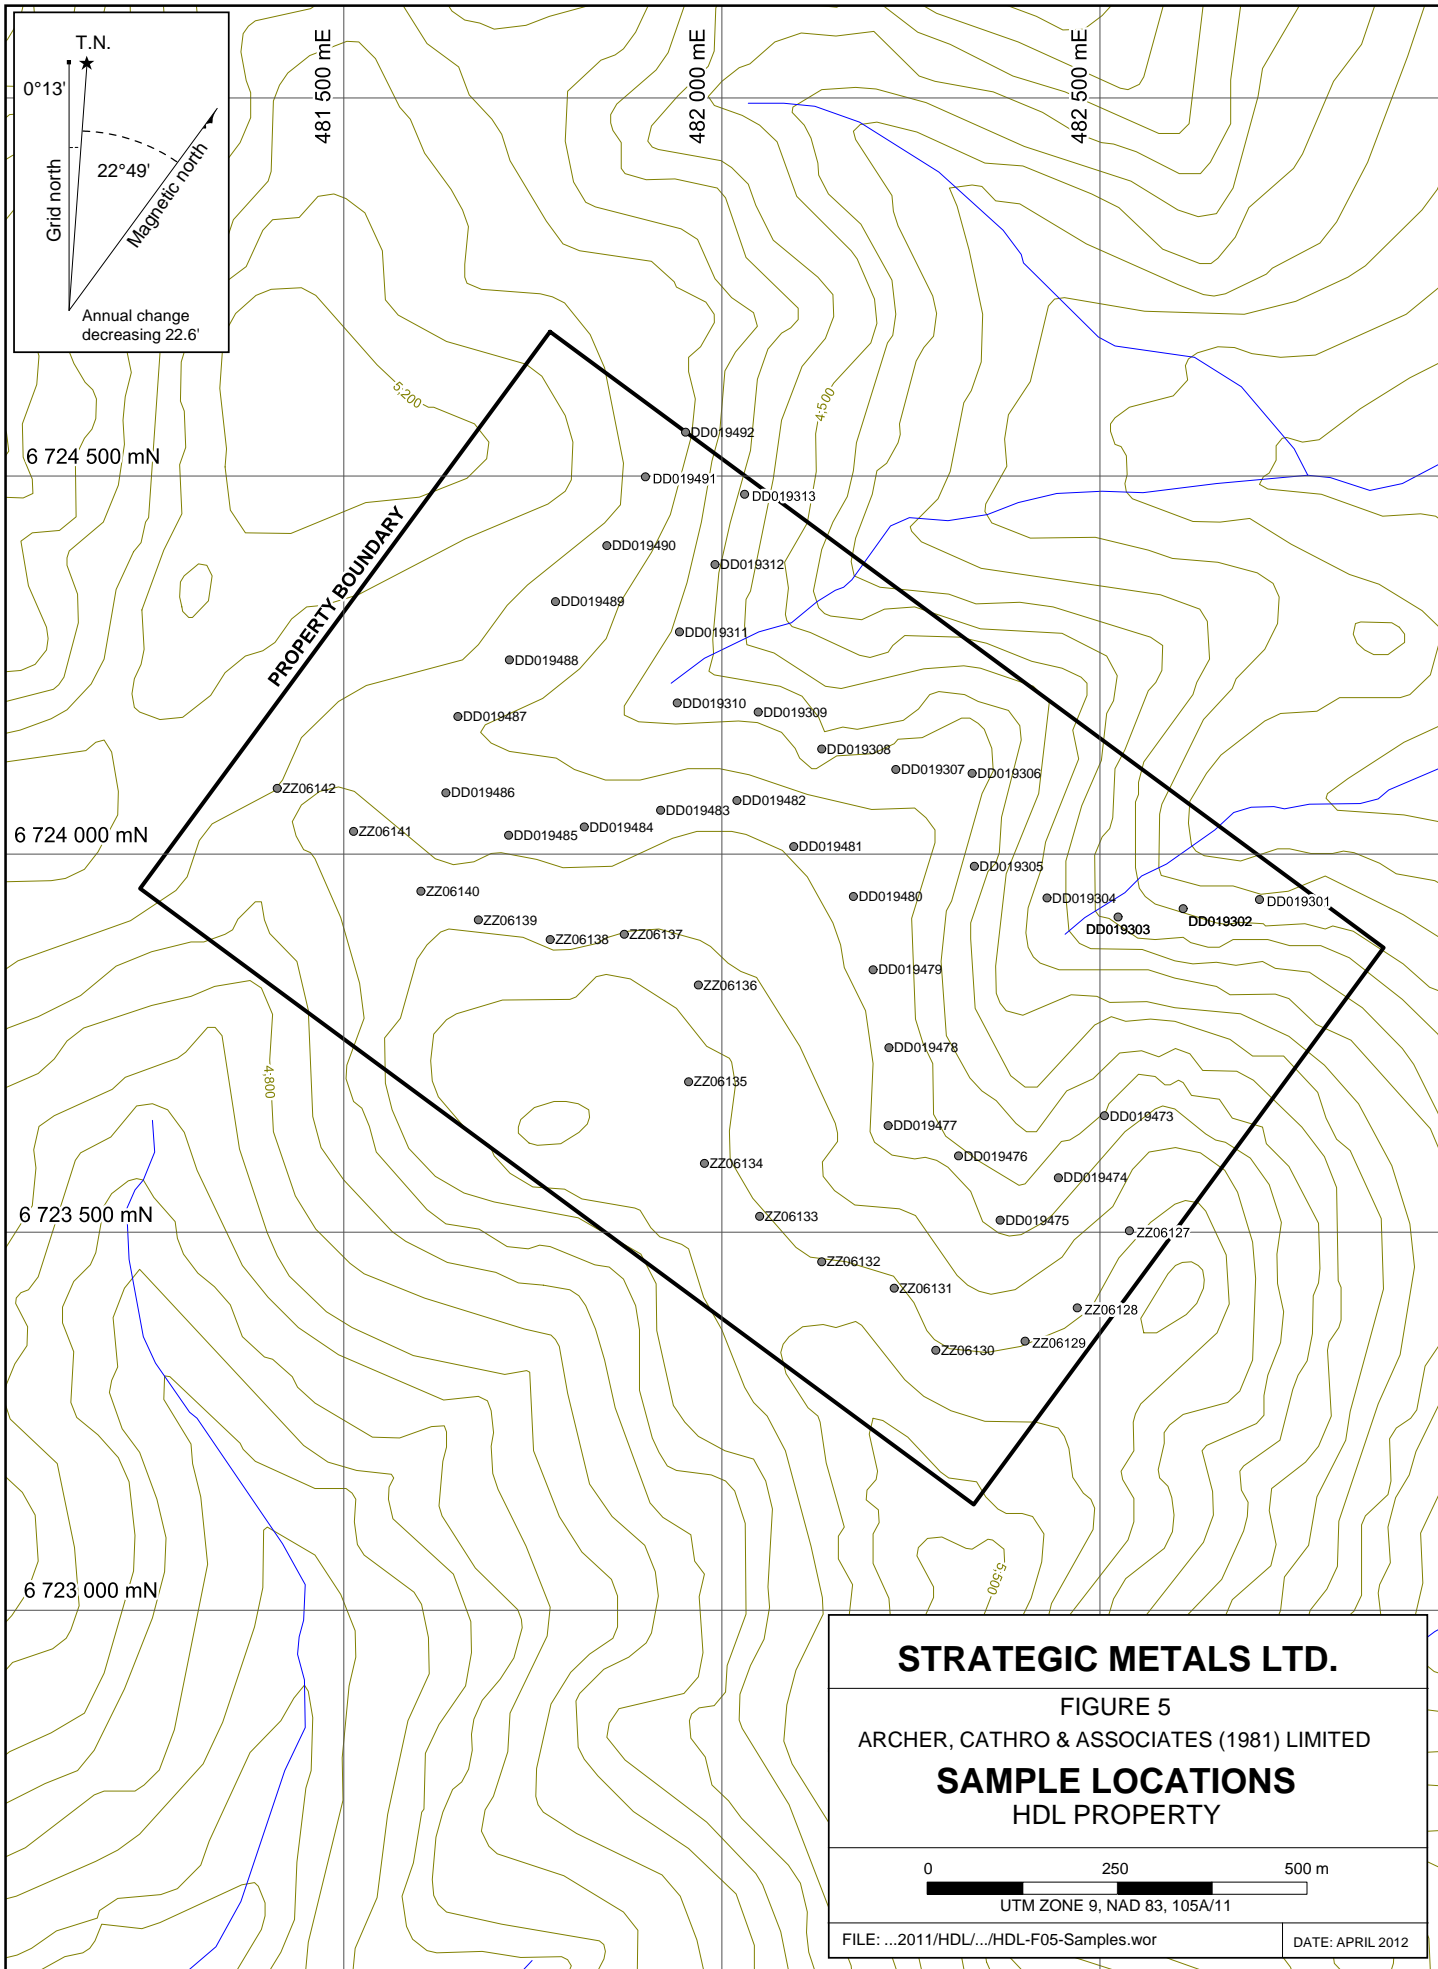 T.N.
0°13'
Grid north
22°49'
Magnetic north
Annual change
decreasing 22.6'
481 500 mE
482 000 mE
482 500 mE
5,200
4,500
DD019492
6 724 500 mN
DD019491
DD019313
PROPERTY BOUNDARY
DD019490
DD019312
DD019489
DD019311
DD019488
DD019310
DD019309
DD019487
DD019308
DD019307
DD019306
ZZ06142
DD019486
DD019482
DD019483
DD019484
ZZ06141
6 724 000 mN
DD019485
DD019481
DD019305
ZZ06140
DD019480
DD019304
DD019301
DD019302
DD019303
ZZ06139
ZZ06138
ZZ06137
DD019479
ZZ06136
DD019478
4,800
ZZ06135
DD019473
DD019477
DD019476
ZZ06134
DD019474
6 723 500 mN
ZZ06133
DD019475
ZZ06127
ZZ06132
ZZ06131
ZZ06128
ZZ06129
ZZ06130
5,500
6 723 000 mN
STRATEGIC METALS LTD.
FIGURE 5
ARCHER, CATHRO & ASSOCIATES (1981) LIMITED
SAMPLE LOCATIONS
HDL PROPERTY
0 250 500 m
UTM ZONE 9, NAD 83, 105A/11
FILE: ...2011/HDL/.../HDL-F05-Samples.wor
DATE: APRIL 2012